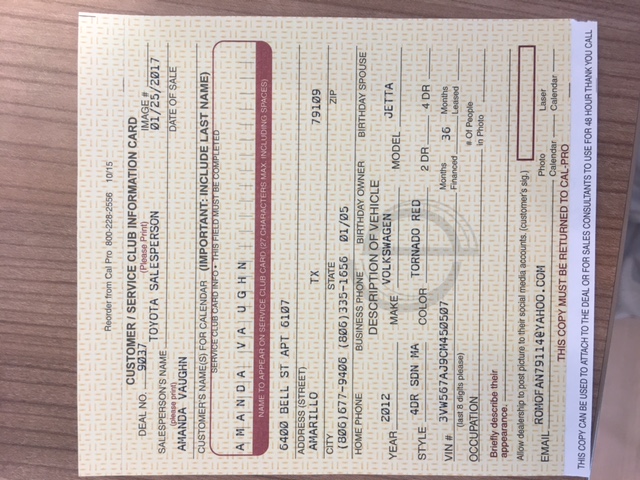 Reorder from Cal Pro 800-228-2556 10/15
CUSTOMER / SERVICE CLUB INFORMATION CARD
DEAL NO. 9037 (Please Print) IMAGE #
TOYOTA SALESPERSON 01/25/2017
SALESPERSON'S NAME DATE OF SALE
(please print)
AMANDA VAUGHN
CUSTOMER'S NAME(S) FOR CALENDAR (IMPORTANT: INCLUDE LAST NAME)
SERVICE CLUB CARD INFO • THIS FIELD MUST BE COMPLETED
AMANDA VA UGHN
NAME TO APPEAR ON SERVICE CLUB CARD (27 CHARACTERS MAX. INCLUDING SPACES)
6400 BELL ST APT 6107
ADDRESS (STREET)
AMARILLO TX 79109
CITY STATE ZIP
(806)677-9406 (806)335-1656 01/05
HOME PHONE BUSINESS PHONE BIRTHDAY OWNER BIRTHDAY SPOUSE
DESCRIPTION OF VEHICLE
2012 VOLKSWAGEN JETTA
YEAR MAKE MODEL
4DR SDN MA TORNADO RED
STYLE COLOR 2 DR 4 DR
3VW567AJ9CM450507 36
VIN # Months Financed Months Leased
(last 8 digits please)
OCCUPATION # Of People In Photo
Briefly describe their
appearance.
Allow dealership to post picture to their social media accounts. (customer's sig.)
EMAIL ROMOFAN79114@YAHOO.COM Photo Calendar Laser Calendar
THIS COPY MUST BE RETURNED TO CAL-PRO
THIS COPY CAN BE USED TO ATTACH TO THE DEAL OR FOR SALES CONSULTANTS TO USE FOR 48 HOUR THANK YOU CALL